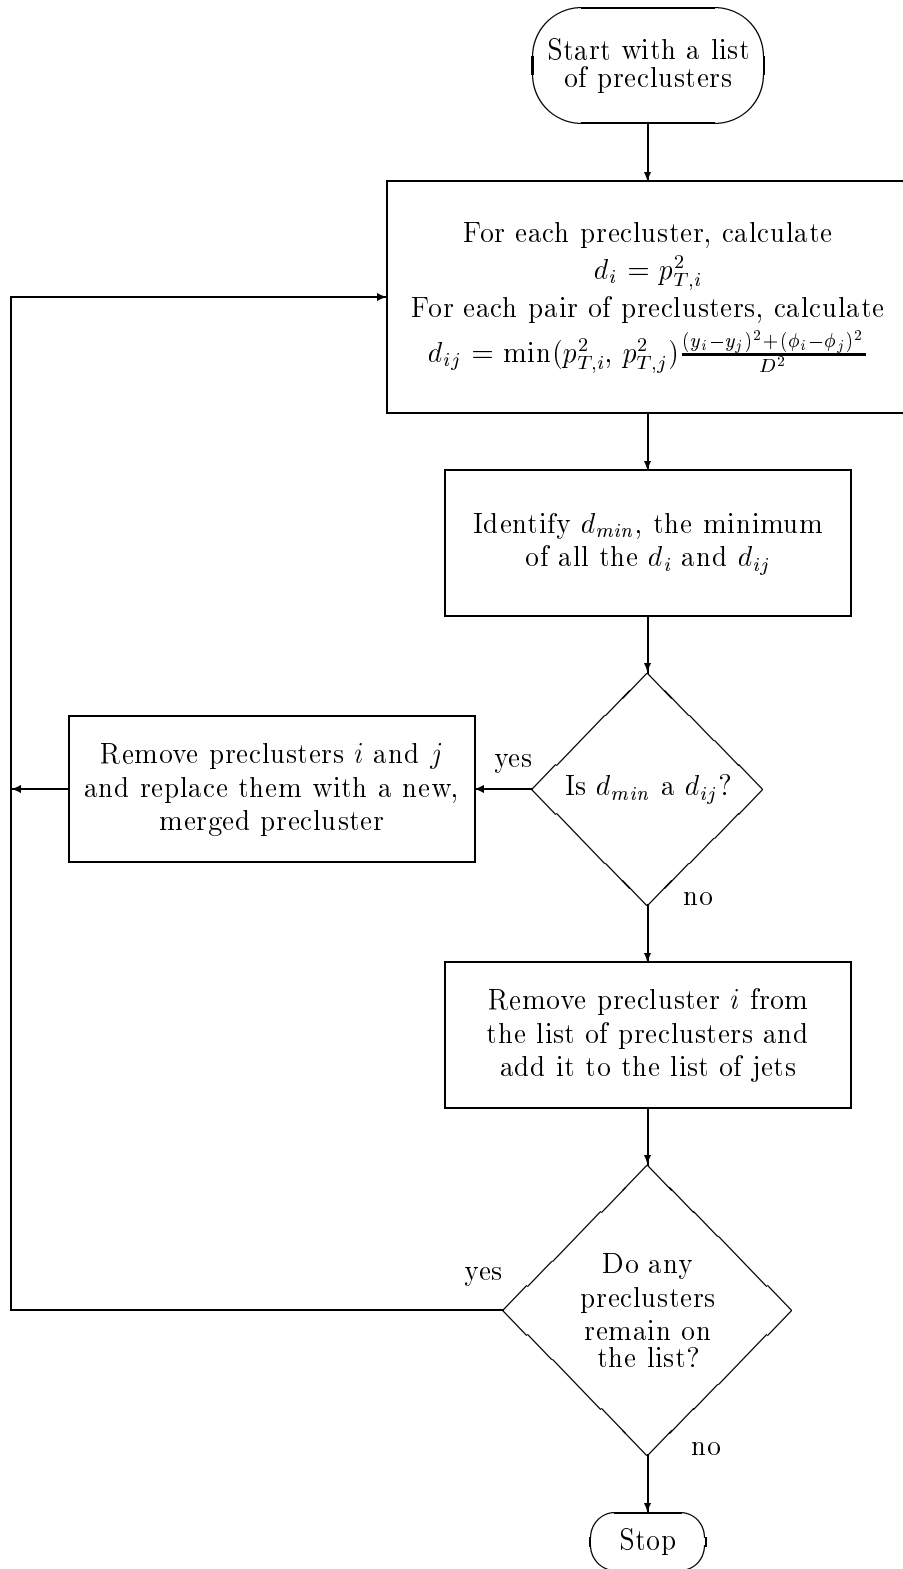 Start with a list
of preclusters
For each precluster, calculate
$d_i = p_{T,i}^2$
For each pair of preclusters, calculate
$d_{ij} = \min(p_{T,i}^2, p_{T,j}^2) \frac{(y_i - y_j)^2 + (\phi_i - \phi_j)^2}{D^2}$
Identify $d_{min}$, the minimum
of all the $d_i$ and $d_{ij}$
yes
Is $d_{min}$ a $d_{ij}$?
Remove preclusters $i$ and $j$
and replace them with a new,
merged precluster
no
Remove precluster $i$ from
the list of preclusters and
add it to the list of jets
yes
Do any
preclusters
remain on
the list?
no
Stop